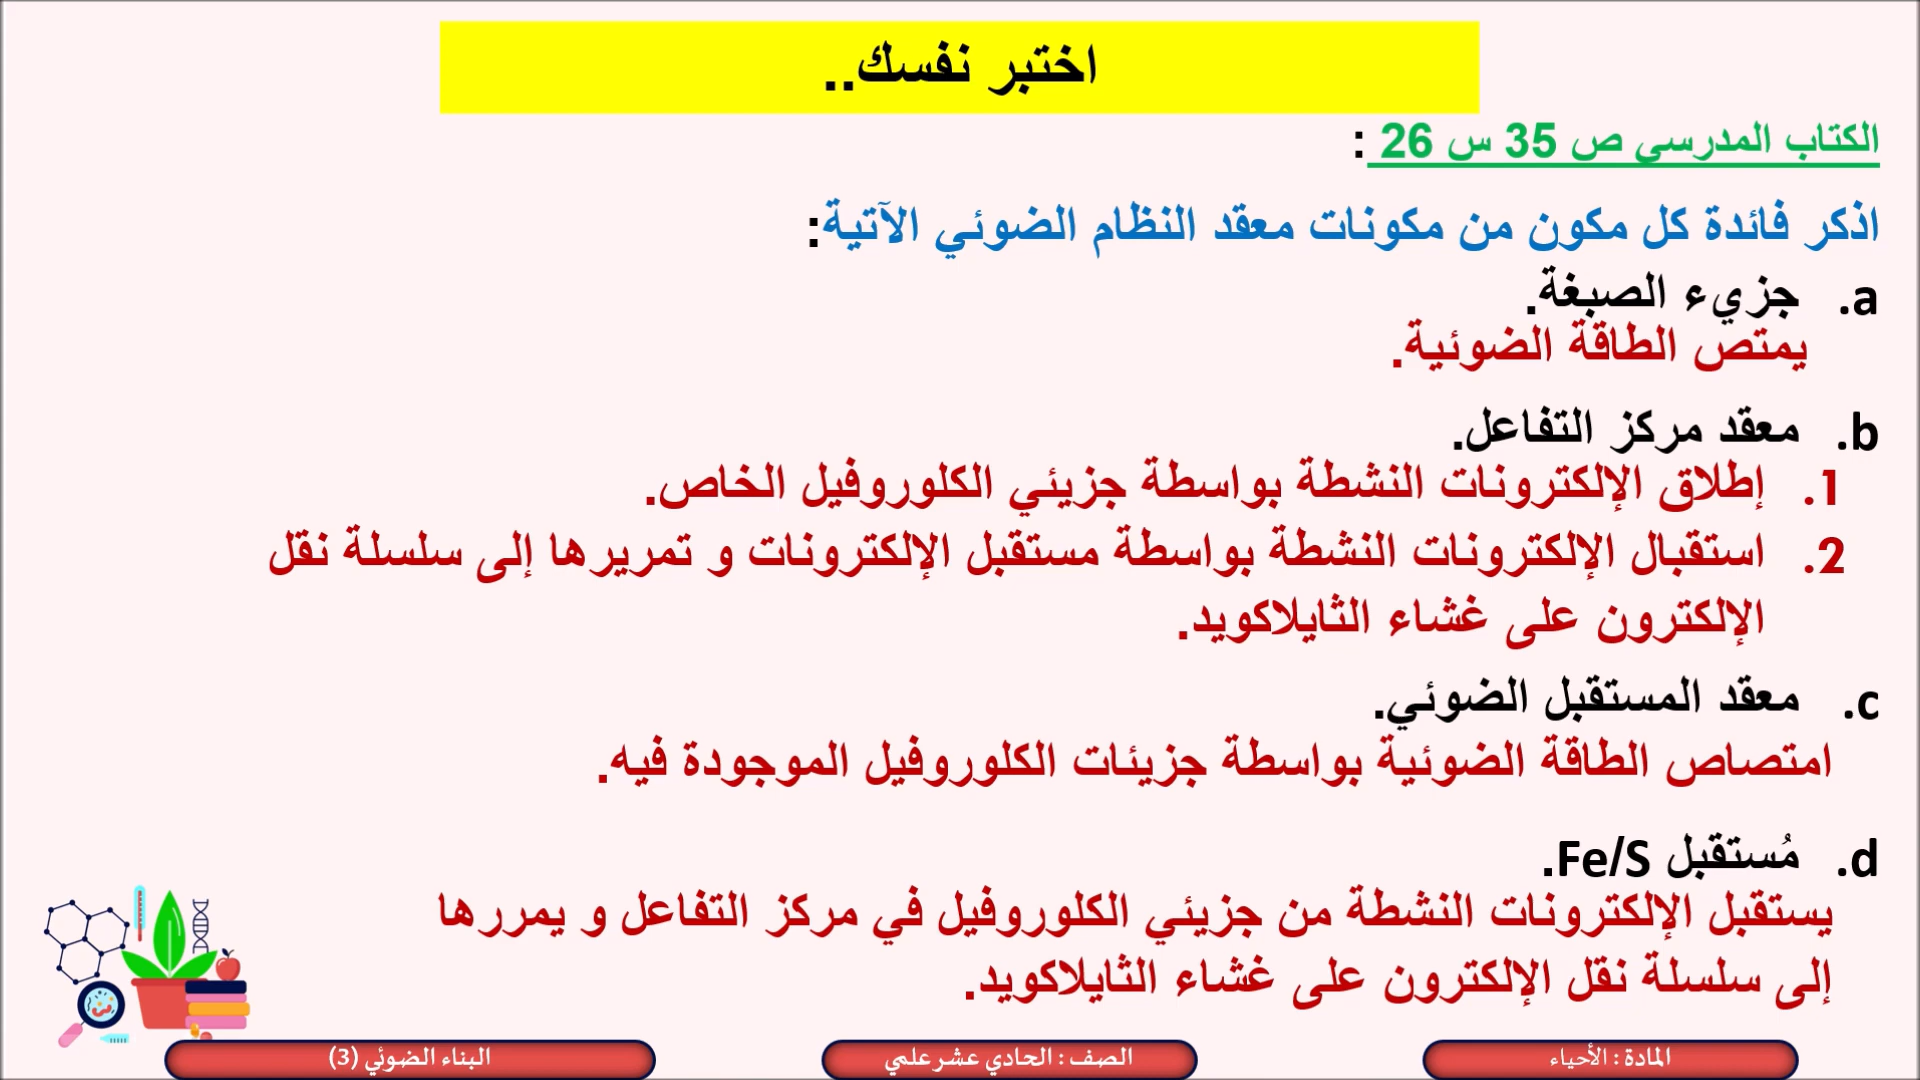 اختبر نفسك..
الكتاب المدرسي ص 35 س 26 :
اذكر فائدة كل مكون من مكونات معقد النظام الضوئي الآتية:
a. جزيء الصبغة.
يمتص الطاقة الضوئية.
b. معقد مركز التفاعل.
1. إطلاق الإلكترونات النشطة بواسطة جزيئي الكلوروفيل الخاص.
2. استقبال الإلكترونات النشطة بواسطة مستقبل الإلكترونات و تمريرها إلى سلسلة نقل
الإلكترون على غشاء الثايلاكويد.
c. معقد المستقبل الضوئي.
امتصاص الطاقة الضوئية بواسطة جزيئات الكلوروفيل الموجودة فيه.
d. مُستقبل Fe/S.
يستقبل الإلكترونات النشطة من جزيئي الكلوروفيل في مركز التفاعل و يمررها
إلى سلسلة نقل الإلكترون على غشاء الثايلاكويد.
المادة : الأحياء
الصف : الحادي عشر علمي
البناء الضوئي (3)